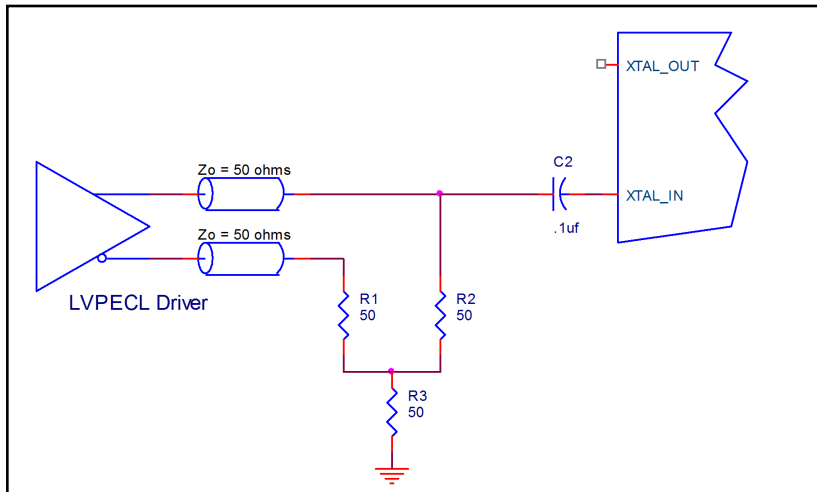 XTAL_OUT
Zo = 50 ohms
C2
XTAL_IN
.1uf
Zo = 50 ohms
LVPECL Driver
R1
50
R2
50
R3
50